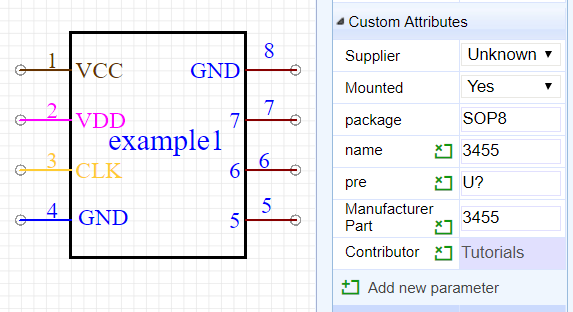 1 VCC GND 8
2 VDD 7 7
example1
3 CLK 6 6
4 GND 5 5
Custom Attributes
Supplier Unknown
Mounted Yes
package SOP8
name 3455
pre U?
Manufacturer
Part 3455
Contributor Tutorials
Add new parameter